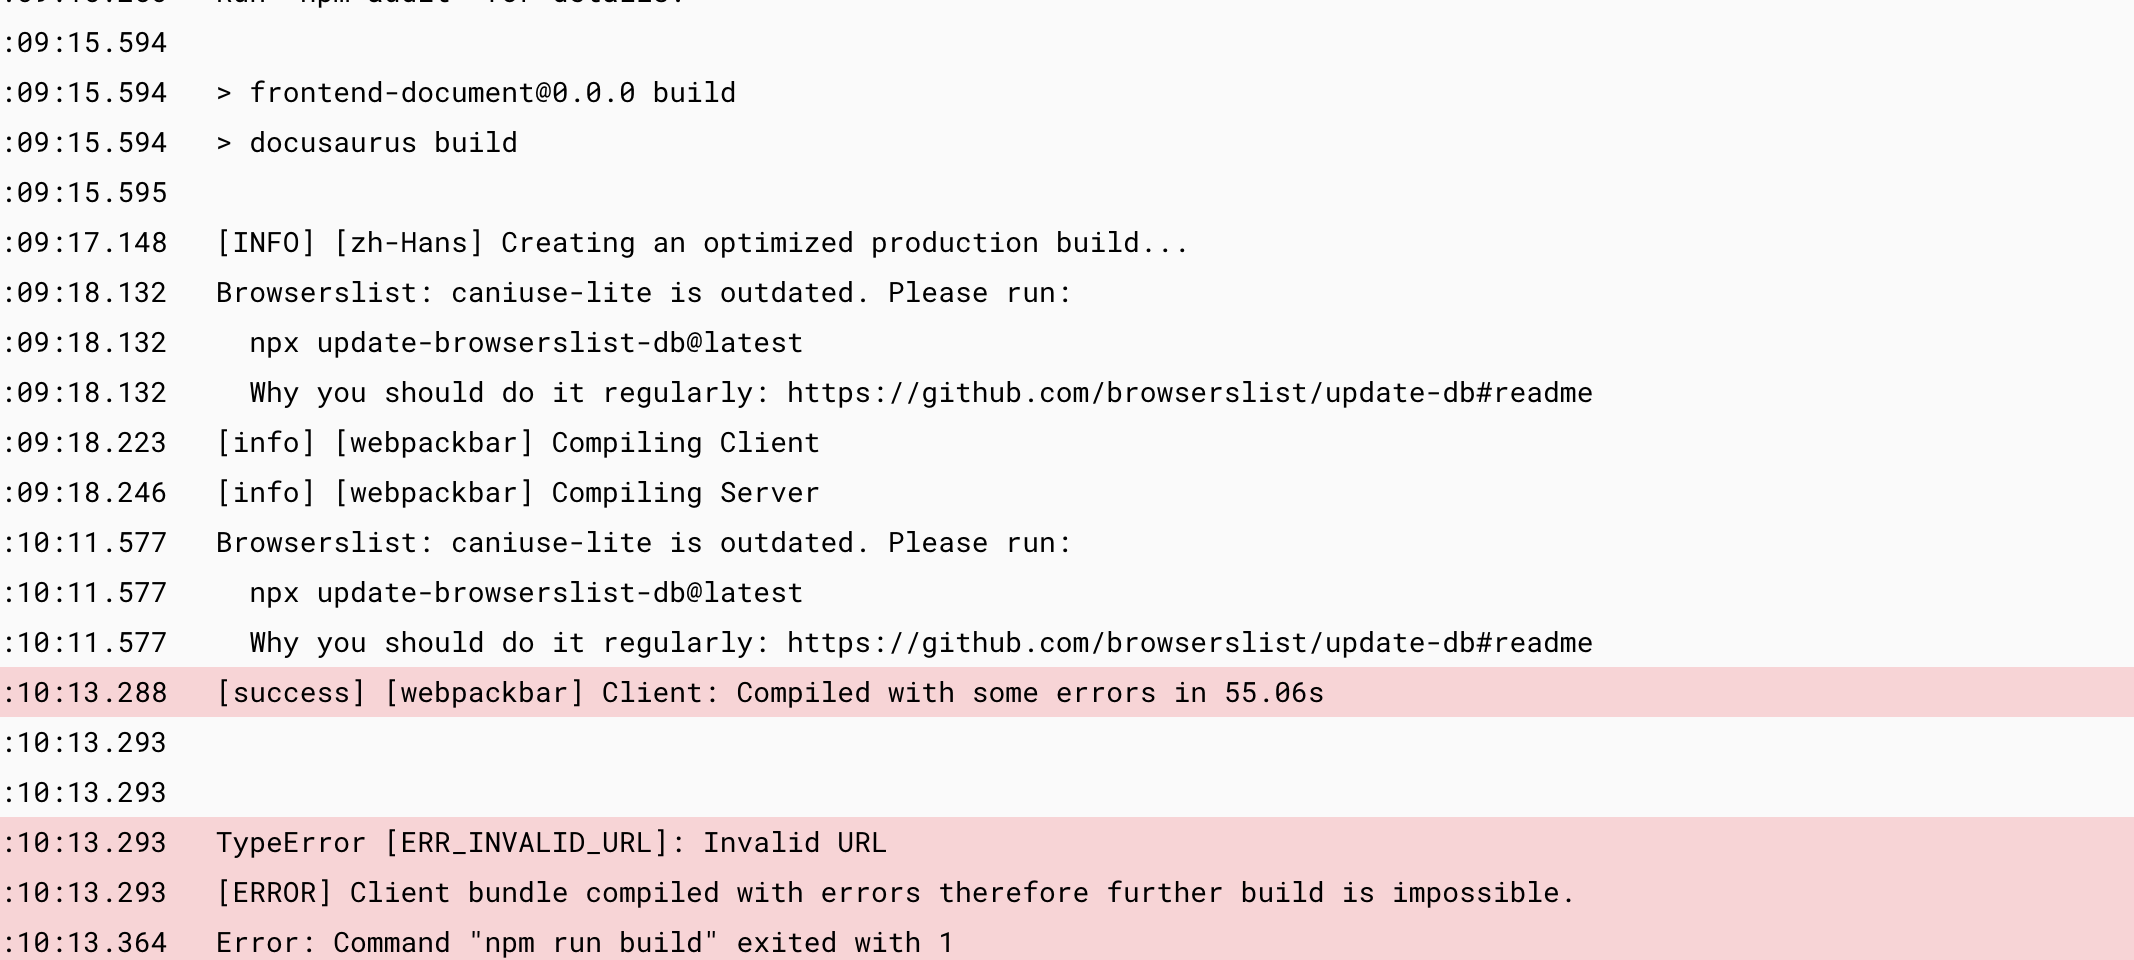 Run `npm audit` for details.
:09:15.594
:09:15.594 > frontend-document@0.0.0 build
:09:15.594 > docusaurus build
:09:15.595
:09:17.148 [INFO] [zh-Hans] Creating an optimized production build...
:09:18.132 Browserslist: caniuse-lite is outdated. Please run:
:09:18.132 npx update-browserslist-db@latest
:09:18.132 Why you should do it regularly: https://github.com/browserslist/update-db#readme
:09:18.223 [info] [webpackbar] Compiling Client
:09:18.246 [info] [webpackbar] Compiling Server
:10:11.577 Browserslist: caniuse-lite is outdated. Please run:
:10:11.577 npx update-browserslist-db@latest
:10:11.577 Why you should do it regularly: https://github.com/browserslist/update-db#readme
:10:13.288 [success] [webpackbar] Client: Compiled with some errors in 55.06s
:10:13.293
:10:13.293
:10:13.293 TypeError [ERR_INVALID_URL]: Invalid URL
:10:13.293 [ERROR] Client bundle compiled with errors therefore further build is impossible.
:10:13.364 Error: Command "npm run build" exited with 1